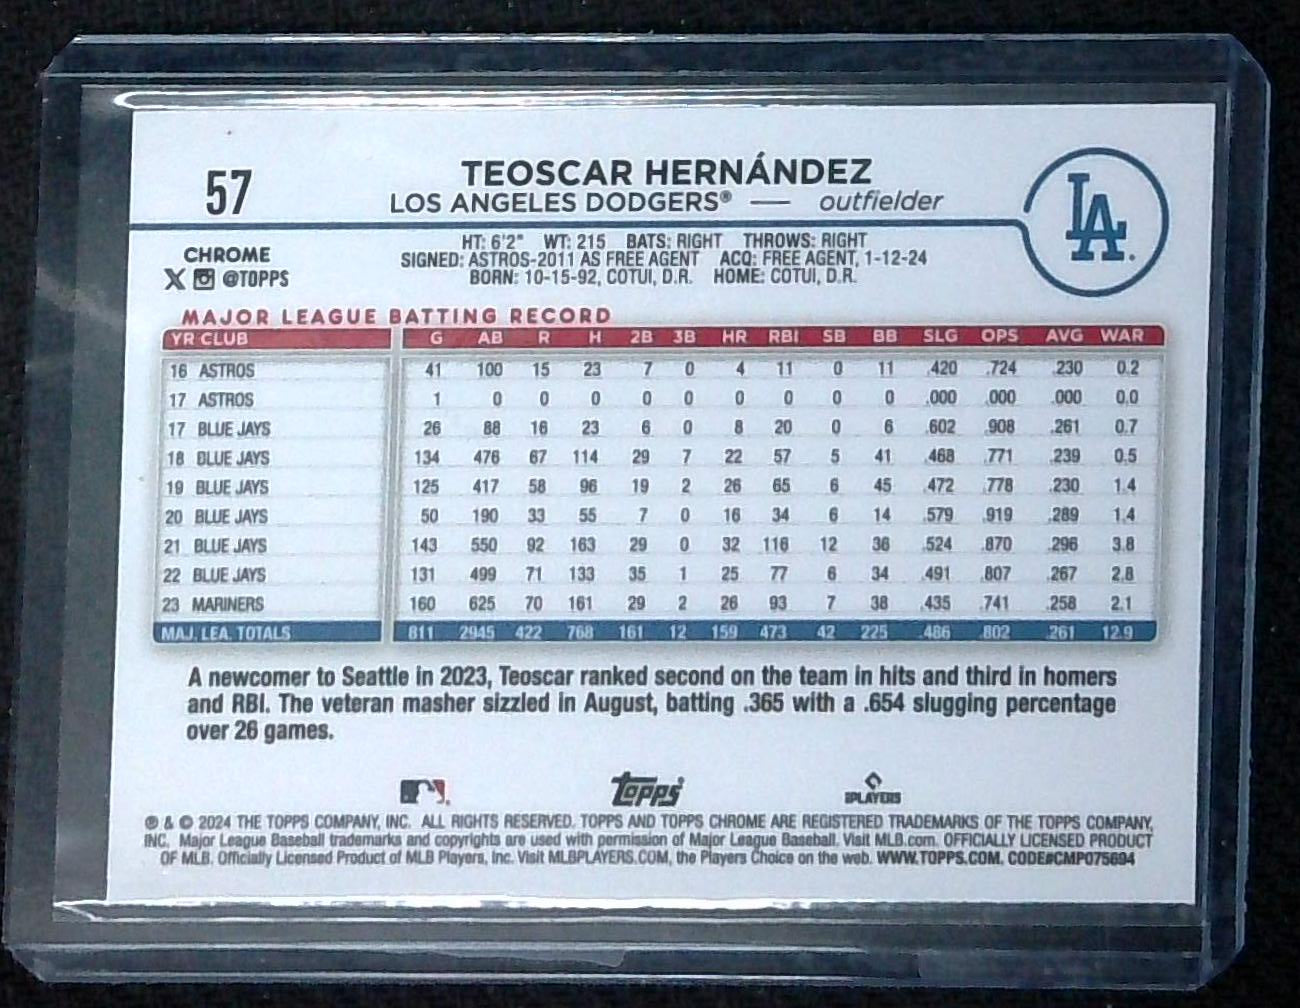 57
TEOSCAR HERNÁNDEZ
LOS ANGELES DODGERS® — outfielder
LA
CHROME
@TOPPS
HT: 6'2" WT: 215 BATS: RIGHT THROWS: RIGHT
SIGNED: ASTROS-2011 AS FREE AGENT ACQ: FREE AGENT, 1-12-24
BORN: 10-15-92, COTUI, D.R. HOME: COTUI, D.R.
MAJOR LEAGUE BATTING RECORD
YR CLUB G AB R H 2B 3B HR RBI SB BB SLG OPS AVG WAR
16 ASTROS 41 100 15 23 7 0 4 11 0 11 .420 .724 .230 0.2
17 ASTROS 1 0 0 0 0 0 0 0 0 0 .000 .000 .000 0.0
17 BLUE JAYS 26 88 16 23 6 0 8 20 0 6 .602 .908 .261 0.7
18 BLUE JAYS 134 476 67 114 29 7 22 57 5 41 .468 .771 .239 0.5
19 BLUE JAYS 125 417 58 96 19 2 26 65 6 45 .472 .778 .230 1.4
20 BLUE JAYS 50 190 33 55 7 0 16 34 6 14 .579 .919 .289 1.4
21 BLUE JAYS 143 550 92 163 29 0 32 116 12 36 .524 .870 .296 3.8
22 BLUE JAYS 131 499 71 133 35 1 25 77 6 34 .491 .807 .267 2.8
23 MARINERS 160 625 70 161 29 2 26 93 7 38 .435 .741 .258 2.1
MAJ. LEA. TOTALS 811 2945 422 768 161 12 159 473 42 225 .486 .802 .261 12.9
A newcomer to Seattle in 2023, Teoscar ranked second on the team in hits and third in homers
and RBI. The veteran masher sizzled in August, batting .365 with a .654 slugging percentage
over 26 games.
Topps
PLAYERS
℗ & © 2024 THE TOPPS COMPANY, INC. ALL RIGHTS RESERVED. TOPPS AND TOPPS CHROME ARE REGISTERED TRADEMARKS OF THE TOPPS COMPANY,
INC. Major League Baseball trademarks and copyrights are used with permission of Major League Baseball. Visit MLB.com. OFFICIALLY LICENSED PRODUCT
OF MLB. Officially Licensed Product of MLB Players, Inc. Visit MLBPLAYERS.COM, the Players Choice on the web. WWW.TOPPS.COM. CODE#CMP075694